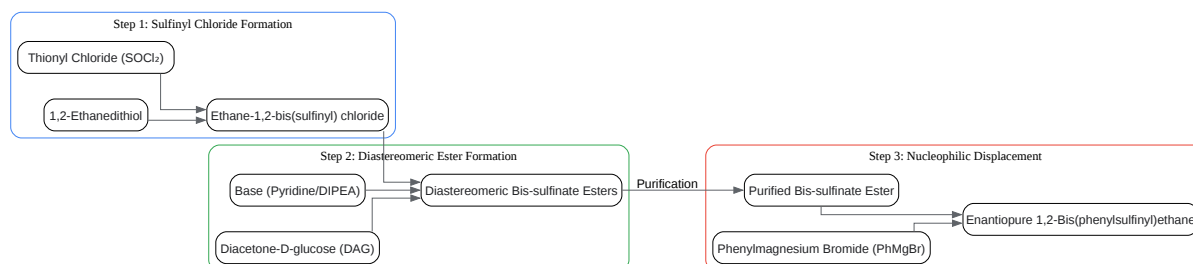 Step 1: Sulfinyl Chloride Formation
Thionyl Chloride (SOCl₂)
1,2-Ethanedithiol
Ethane-1,2-bis(sulfinyl) chloride
Step 2: Diastereomeric Ester Formation
Base (Pyridine/DIPEA)
Diastereomeric Bis-sulfinate Esters
Diacetone-D-glucose (DAG)
Purification
Step 3: Nucleophilic Displacement
Purified Bis-sulfinate Ester
Enantiopure 1,2-Bis(phenylsulfinyl)ethane
Phenylmagnesium Bromide (PhMgBr)